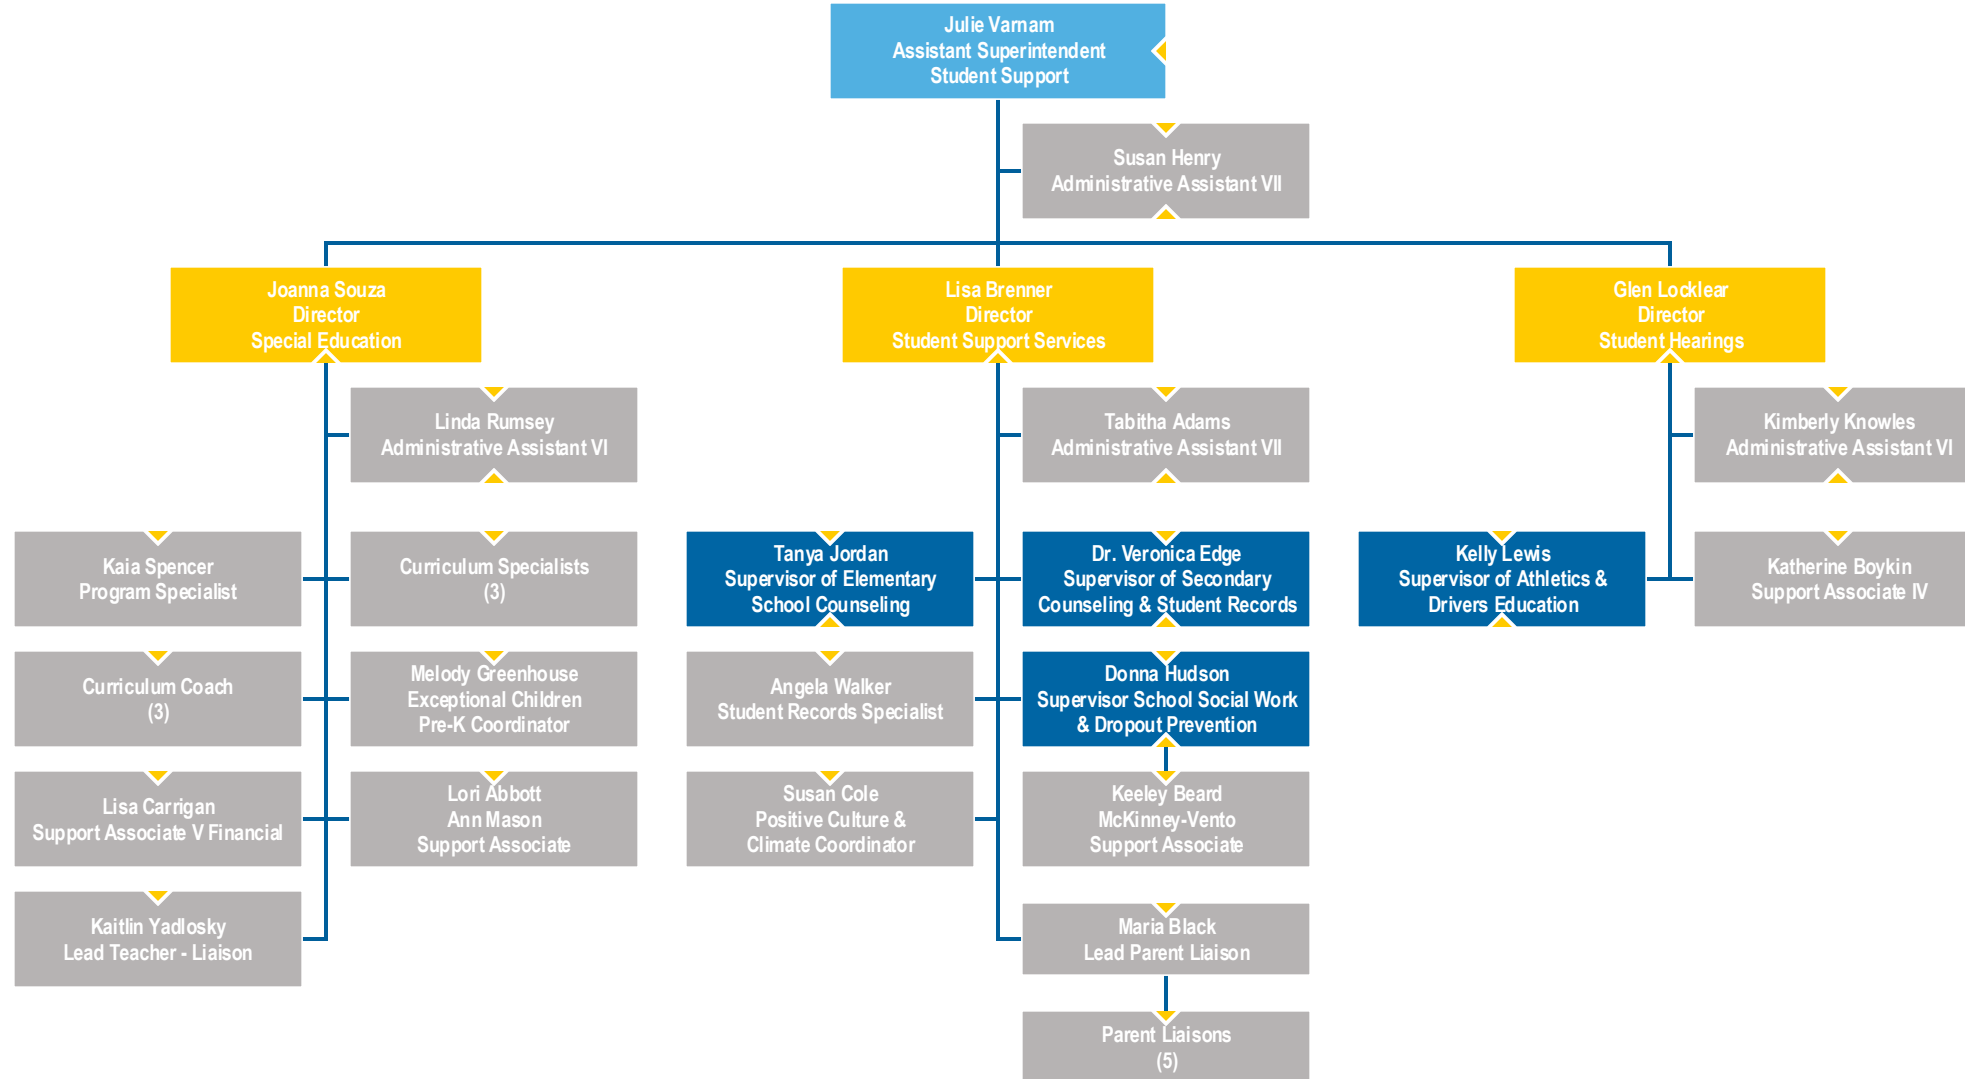 Julie Varnam
Assistant Superintendent
Student Support
Susan Henry
Administrative Assistant VII
Joanna Souza
Director
Special Education
Lisa Brenner
Director
Student Support Services
Glen Locklear
Director
Student Hearings
Linda Rumsey
Administrative Assistant VI
Tabitha Adams
Administrative Assistant VII
Kimberly Knowles
Administrative Assistant VI
Kaia Spencer
Program Specialist
Curriculum Specialists
(3)
Tanya Jordan
Supervisor of Elementary
School Counseling
Dr. Veronica Edge
Supervisor of Secondary
Counseling & Student Records
Kelly Lewis
Supervisor of Athletics &
Drivers Education
Katherine Boykin
Support Associate IV
Curriculum Coach
(3)
Melody Greenhouse
Exceptional Children
Pre-K Coordinator
Angela Walker
Student Records Specialist
Donna Hudson
Supervisor School Social Work
& Dropout Prevention
Lisa Carrigan
Support Associate V Financial
Lori Abbott
Ann Mason
Support Associate
Susan Cole
Positive Culture &
Climate Coordinator
Keeley Beard
McKinney-Vento
Support Associate
Kaitlin Yadlosky
Lead Teacher - Liaison
Maria Black
Lead Parent Liaison
Parent Liaisons
(5)